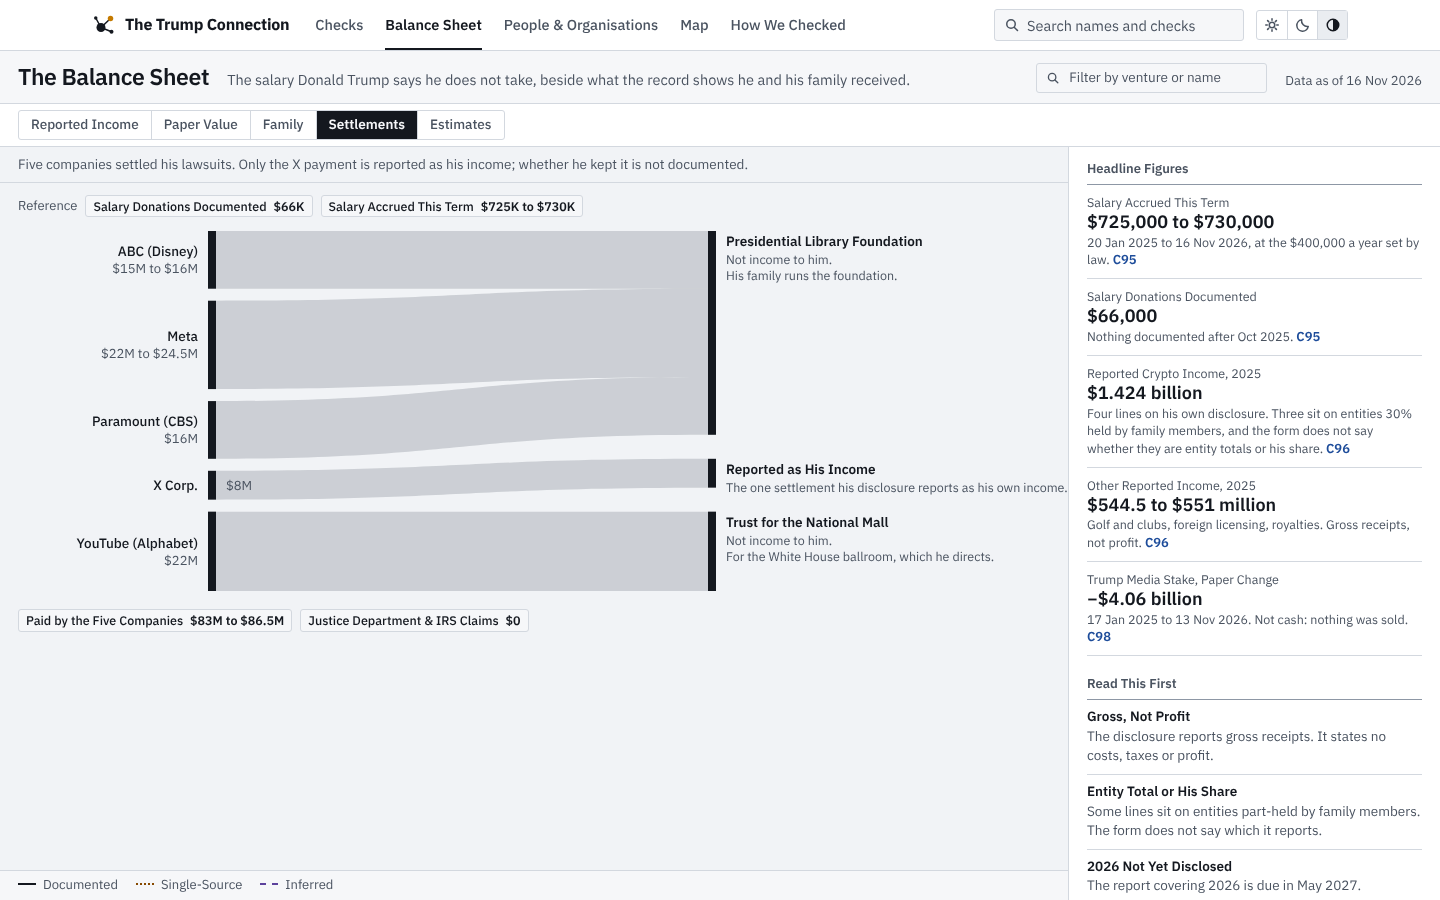 The Trump Connection
Checks
Balance Sheet
People & Organisations
Map
How We Checked
Search names and checks
The Balance Sheet
The salary Donald Trump says he does not take, beside what the record shows he and his family received.
Filter by venture or name
Data as of 16 Nov 2026
Reported Income
Paper Value
Family
Settlements
Estimates
Five companies settled his lawsuits. Only the X payment is reported as his income; whether he kept it is not documented.
Reference
Salary Donations Documented $66K
Salary Accrued This Term $725K to $730K
ABC (Disney)
$15M to $16M
Meta
$22M to $24.5M
Paramount (CBS)
$16M
X Corp.
$8M
YouTube (Alphabet)
$22M
Presidential Library Foundation
Not income to him.
His family runs the foundation.
Reported as His Income
The one settlement his disclosure reports as his own income.
Trust for the National Mall
Not income to him.
For the White House ballroom, which he directs.
Paid by the Five Companies $83M to $86.5M
Justice Department & IRS Claims $0
Documented
Single-Source
Inferred
Headline Figures
Salary Accrued This Term
$725,000 to $730,000
20 Jan 2025 to 16 Nov 2026, at the $400,000 a year set by
law. C95
Salary Donations Documented
$66,000
Nothing documented after Oct 2025. C95
Reported Crypto Income, 2025
$1.424 billion
Four lines on his own disclosure. Three sit on entities 30%
held by family members, and the form does not say
whether they are entity totals or his share. C96
Other Reported Income, 2025
$544.5 to $551 million
Golf and clubs, foreign licensing, royalties. Gross receipts,
not profit. C96
Trump Media Stake, Paper Change
−$4.06 billion
17 Jan 2025 to 13 Nov 2026. Not cash: nothing was sold.
C98
Read This First
Gross, Not Profit
The disclosure reports gross receipts. It states no
costs, taxes or profit.
Entity Total or His Share
Some lines sit on entities part-held by family members.
The form does not say which it reports.
2026 Not Yet Disclosed
The report covering 2026 is due in May 2027.